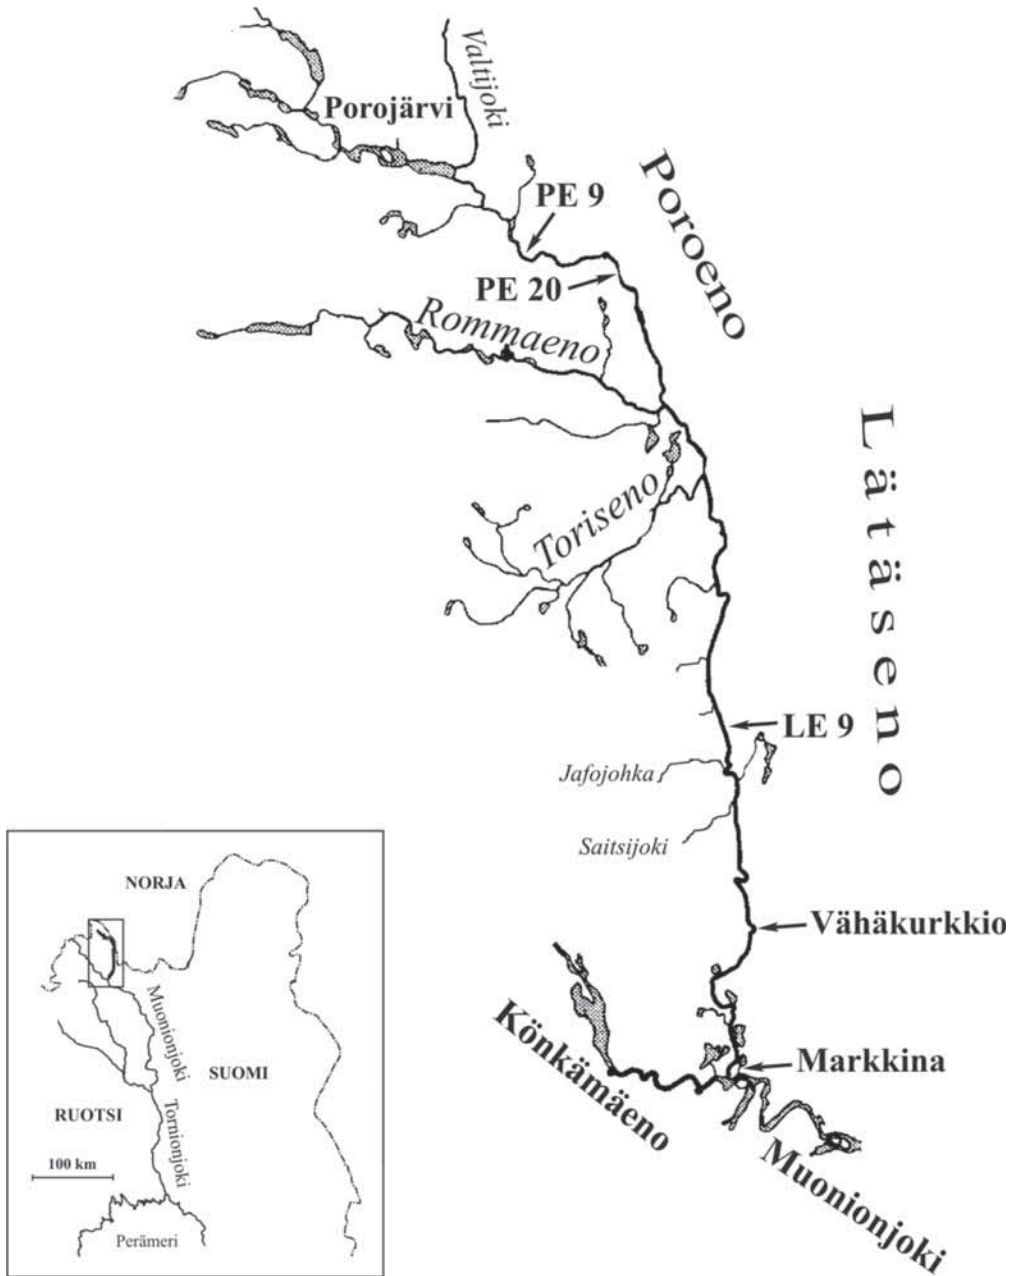 Valtijoki
Porojärvi
PE 9
Poroeno
PE 20
Rommaeno
Lätäseno
Toriseno
LE 9
Jafojohka
Saitsijoki
Vähäkurkkio
Könkämäeno
Markkina
Muonionjoki
NORJA
Muonionjoki
SUOMI
RUOTSI
Tornionjoki
100 km
Perämeri